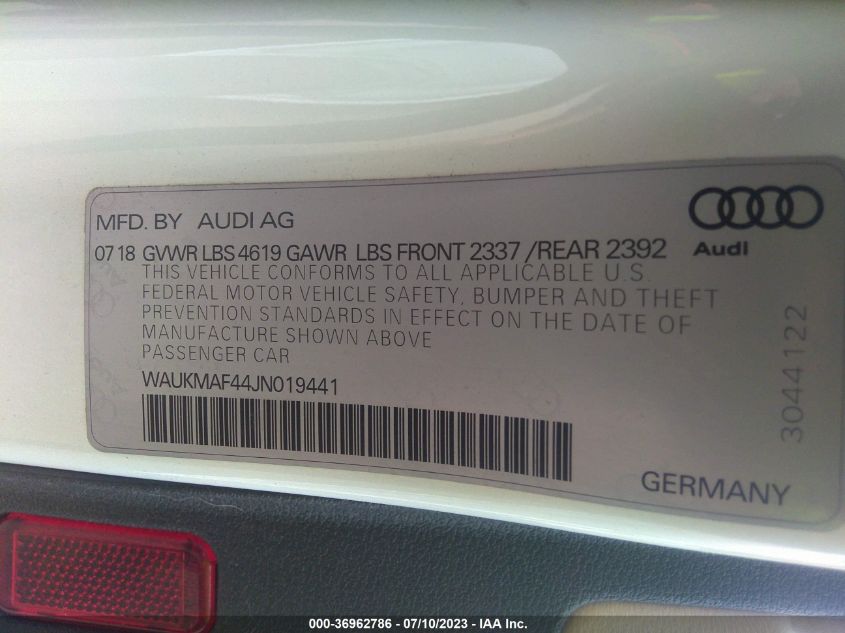 MFD. BY AUDI AG
Audi
07 18 GVWR LBS 4619 GAWR LBS FRONT 2337 /REAR 2392
THIS VEHICLE CONFORMS TO ALL APPLICABLE U.S.
FEDERAL MOTOR VEHICLE SAFETY, BUMPER AND THEFT
PREVENTION STANDARDS IN EFFECT ON THE DATE OF
MANUFACTURE SHOWN ABOVE
PASSENGER CAR
WAUKMAF44JN019441
3044122
GERMANY
000-36962786 - 07/10/2023 - IAA Inc.